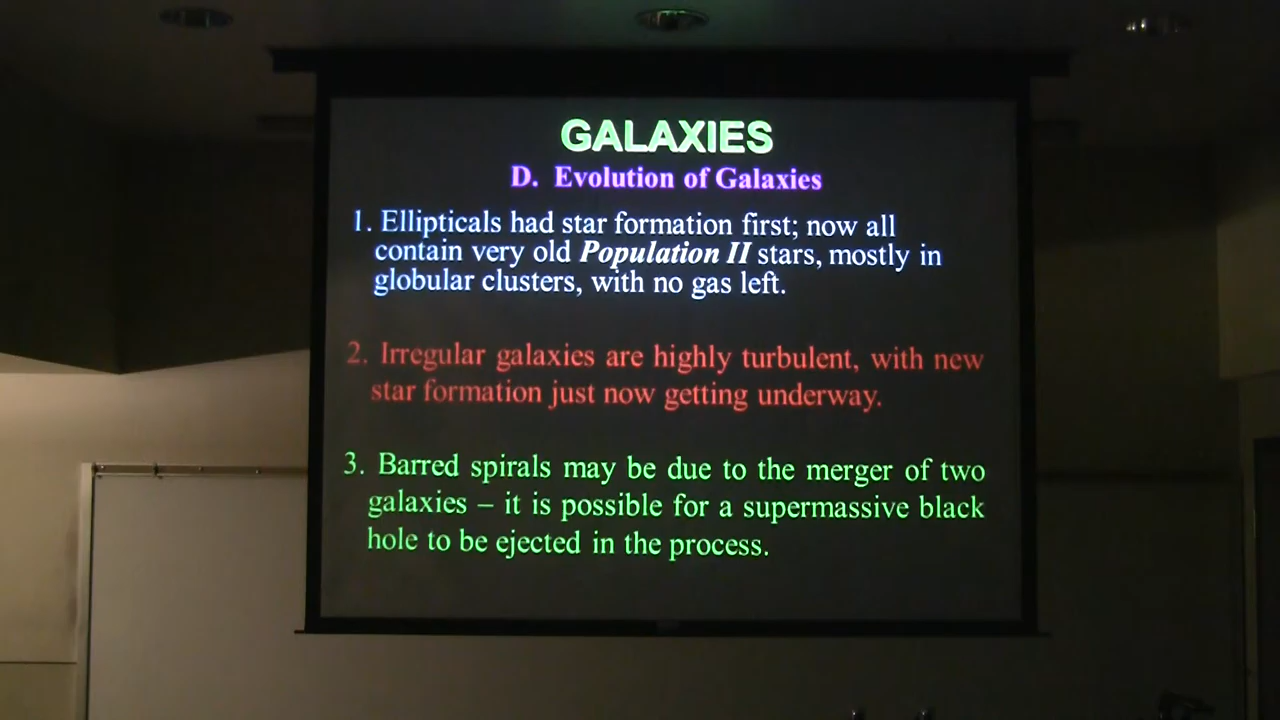 GALAXIES
D. Evolution of Galaxies
1. Ellipticals had star formation first; now all
contain very old Population II stars, mostly in
globular clusters, with no gas left.
2. Irregular galaxies are highly turbulent, with new
star formation just now getting underway.
3. Barred spirals may be due to the merger of two
galaxies – it is possible for a supermassive black
hole to be ejected in the process.